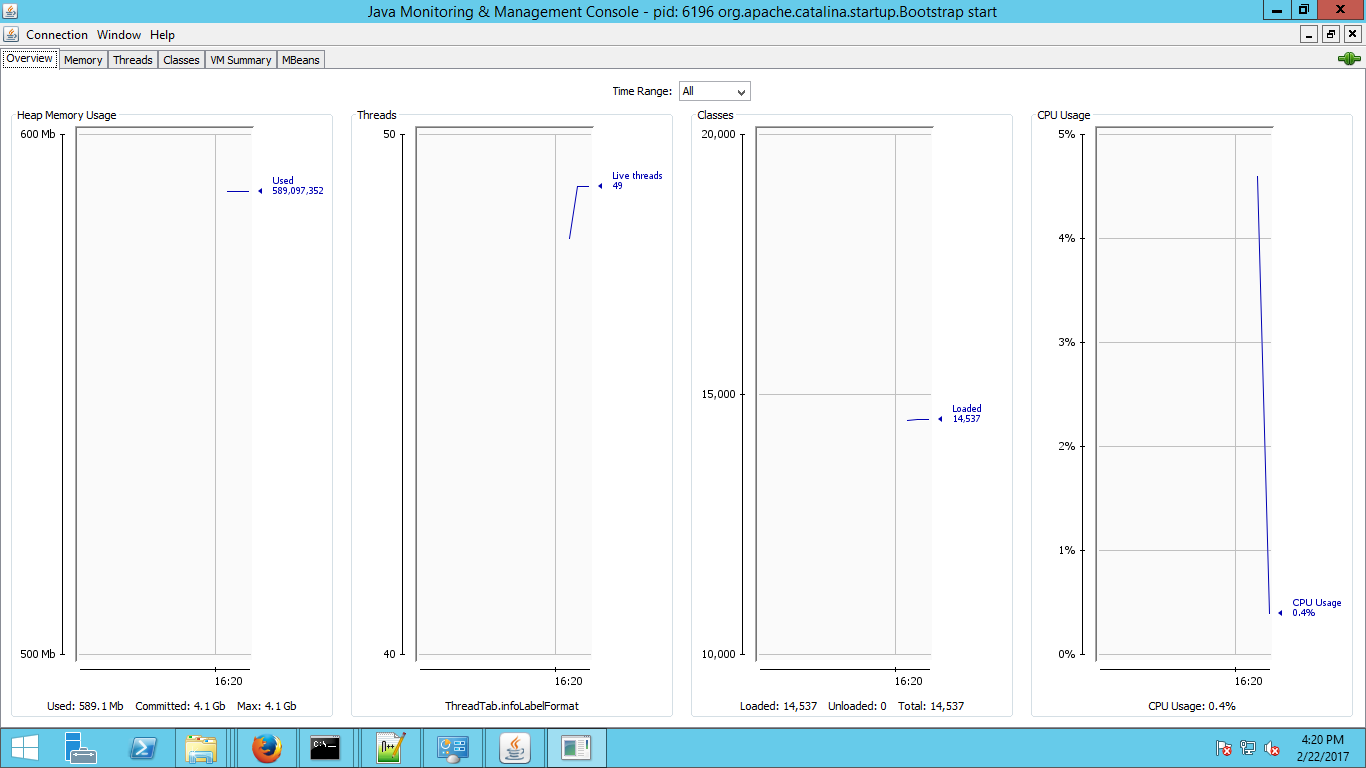 Java Monitoring & Management Console - pid: 6196 org.apache.catalina.startup.Bootstrap start
Connection Window Help
Overview Memory Threads Classes VM Summary MBeans
Time Range: All
Heap Memory Usage
600 Mb
Used
589,097,352
500 Mb
16:20
Used: 589.1 Mb Committed: 4.1 Gb Max: 4.1 Gb
Threads
50
Live threads
49
40
16:20
ThreadTab.infoLabelFormat
Classes
20,000
15,000
Loaded
14,537
10,000
16:20
Loaded: 14,537 Unloaded: 0 Total: 14,537
CPU Usage
5%
4%
3%
2%
1%
CPU Usage
0.4%
0%
16:20
CPU Usage: 0.4%
C:\_
4:20 PM
2/22/2017